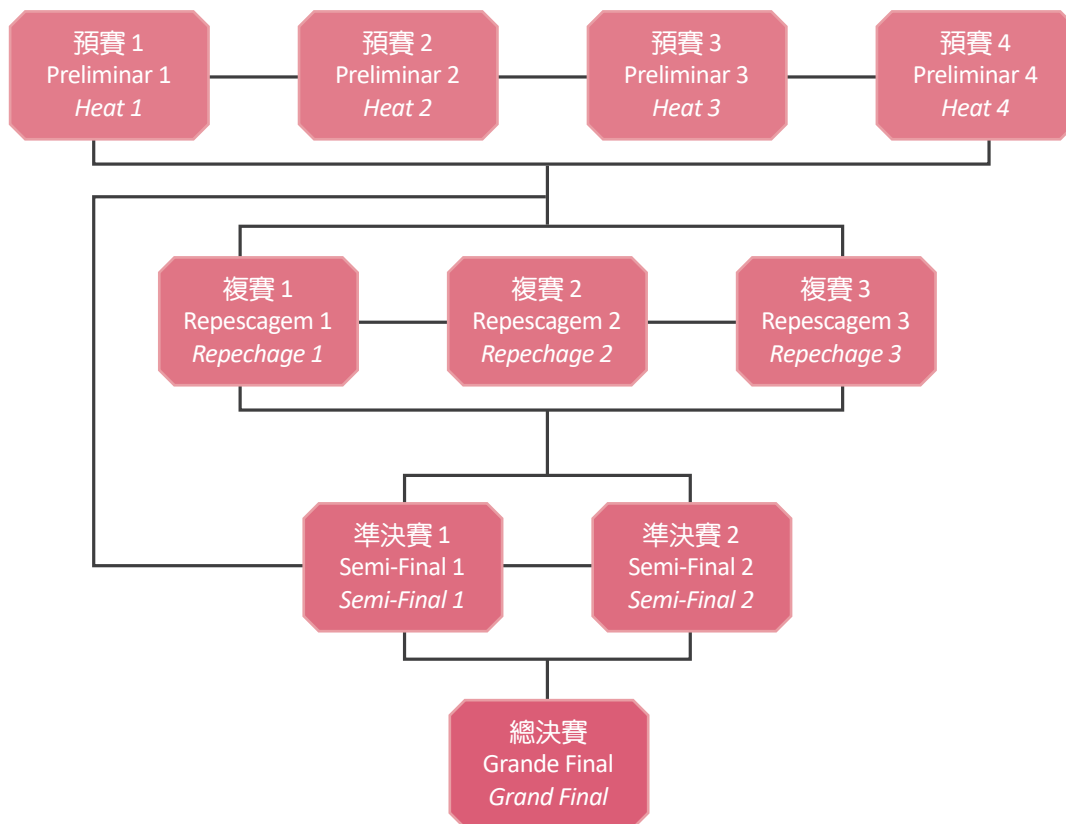 預賽 1
Preliminar 1
Heat 1
預賽 2
Preliminar 2
Heat 2
預賽 3
Preliminar 3
Heat 3
預賽 4
Preliminar 4
Heat 4
複賽 1
Repescagem 1
Repechage 1
複賽 2
Repescagem 2
Repechage 2
複賽 3
Repescagem 3
Repechage 3
準決賽 1
Semi-Final 1
Semi-Final 1
準決賽 2
Semi-Final 2
Semi-Final 2
總決賽
Grande Final
Grand Final